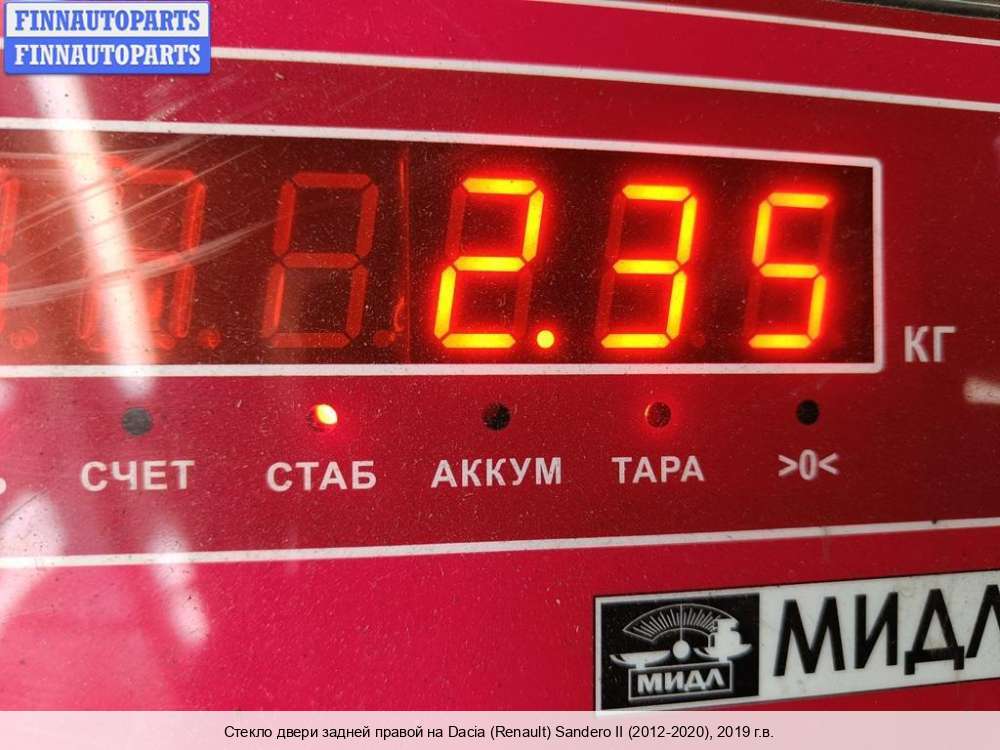 FINNAUTOPARTS
FINNAUTOPARTS
2.35
КГ
СЧЕТ СТАБ АККУМ ТАРА >0<
МИДЛ МИДЛ
Стекло двери задней правой на Dacia (Renault) Sandero II (2012-2020), 2019 г.в.